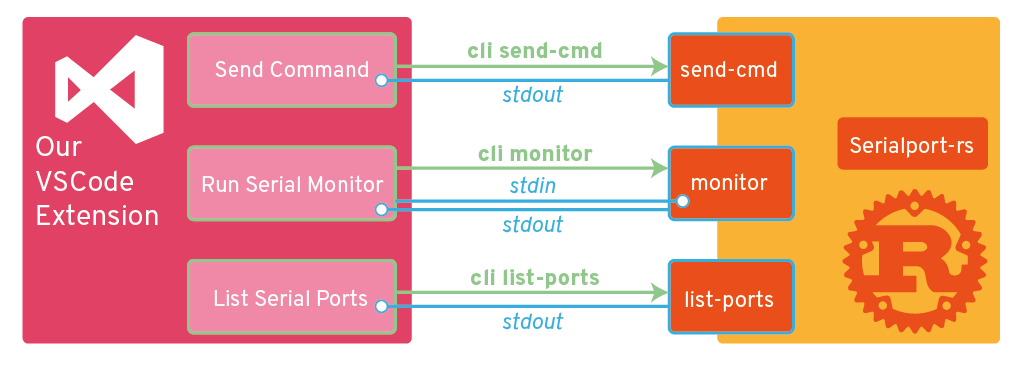 Our
VSCode
Extension
Send Command
cli send-cmd
stdout
send-cmd
Run Serial Monitor
cli monitor
stdin
stdout
monitor
List Serial Ports
cli list-ports
stdout
list-ports
Serialport-rs
R